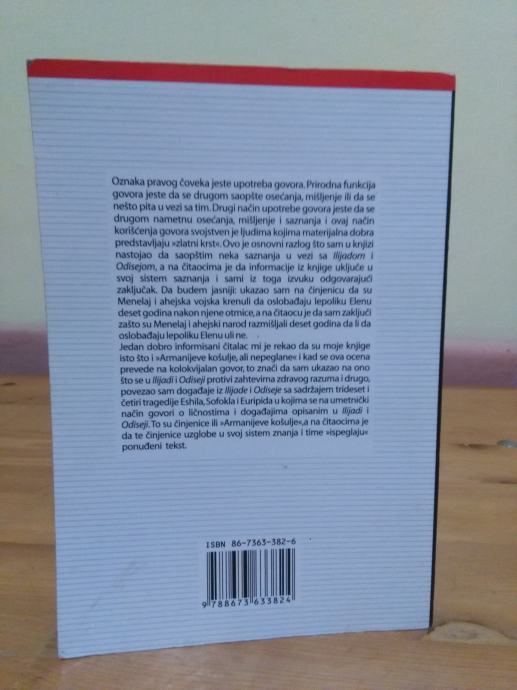 Oznaka pravog čoveka jeste upotreba govora. Prirodna funkcija
govora jeste da se drugom saopšte osećanja, mišljenje ili da se
nešto pita u vezi sa tim. Drugi način upotrebe govora jeste da se
drugom nametnu osećanja, mišljenje i saznanja i ovaj način
korišćenja govora svojstven je ljudima kojima materijalna dobra
predstavljaju »zlatni krst«. Ovo je osnovni razlog što sam u knjizi
nastojao da saopštim neka saznanja u vezi sa Ilijadom i
Odisejom, a na čitaocima je da informacije iz knjige uključe u
svoj sistem saznanja i sami iz toga izvuku odgovarajući
zaključak. Da budem jasniji: ukazao sam na činjenicu da su
Menelaj i ahejska vojska krenuli da oslobađaju lepoliku Elenu
deset godina nakon njene otmice, a na čitaocu je da sam zaključi
zašto su Menelaj i ahejski narod razmišljali deset godina da li da
oslobađaju lepoliku Elenu uli ne.
Jedan dobro informisani čitalac mi je rekao da su moje knjige
isto što i »Armanijeve košulje, ali nepeglane« i kad se ova ocena
prevede na kolokvijalan govor, to znači da sam ukazao na ono
što se u Ilijadi i Odiseji protivi zahtevima zdravog razuma i drugo,
povezao sam događaje iz Ilijade i Odiseje sa sadržajem trideset i
četiri tragedije Eshila, Sofokla i Euripida u kojima se na umetnički
način govori o ličnostima i događajima opisanim u Ilijadi i
Odiseji. To su činjenice ili »Armanijeve košulje«,a na čitaocima je
da te činjenice uzglobe u svoj sistem znanja i time »ispeglaju«
ponuđeni tekst.
ISBN 86-7363-382-6
9 788673 633824